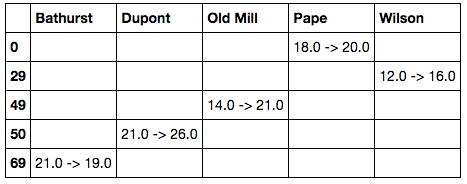 Bathurst Dupont Old Mill Pape Wilson
0 18.0 -> 20.0
29 12.0 -> 16.0
49 14.0 -> 21.0
50 21.0 -> 26.0
69 21.0 -> 19.0